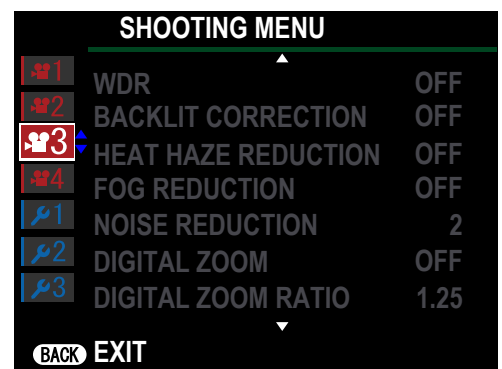 SHOOTING MENU
1
2
3
4
1
2
3
WDR OFF
BACKLIT CORRECTION OFF
HEAT HAZE REDUCTION OFF
FOG REDUCTION OFF
NOISE REDUCTION 2
DIGITAL ZOOM OFF
DIGITAL ZOOM RATIO 1.25
BACK EXIT